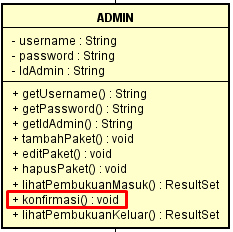 ADMIN
- username : String
- password : String
- IdAdmin : String
+ getUsername() : String
+ getPassword() : String
+ getIdAdmin() : String
+ tambahPaket() : void
+ editPaket() : void
+ hapusPaket() : void
+ lihatPembukuanMasuk() : ResultSet
+ konfirmasi() : void
+ lihatPembukuanKeluar() : ResultSet